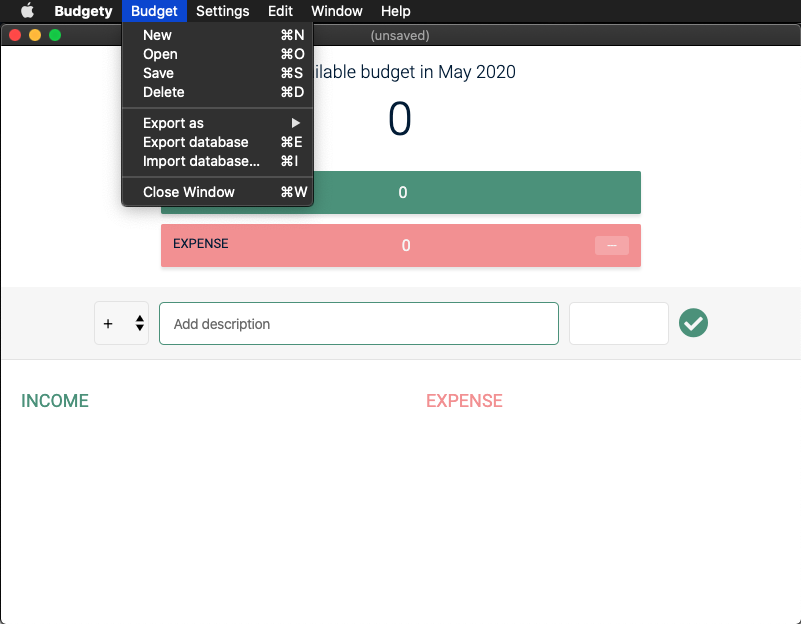 Budgety Budget Settings Edit Window Help
(unsaved)
New ⌘N
Open ⌘O
Save ⌘S
Delete ⌘D
Export as ▶
Export database ⌘E
Import database... ⌘I
Close Window ⌘W
budget in May 2020
0
0
EXPENSE 0 —
+ Add description
INCOME
EXPENSE